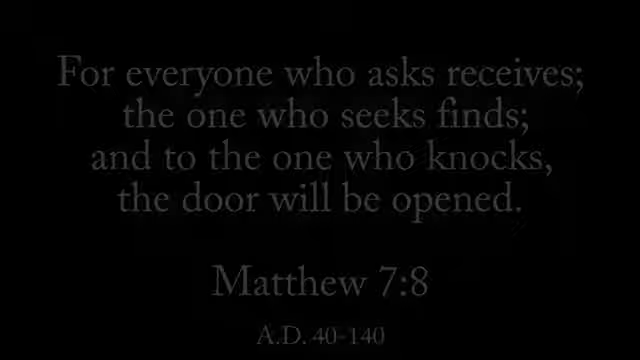 For everyone who asks receives;
the one who seeks finds;
and to the one who knocks,
the door will be opened.
Matthew 7:8
A.D. 40-140